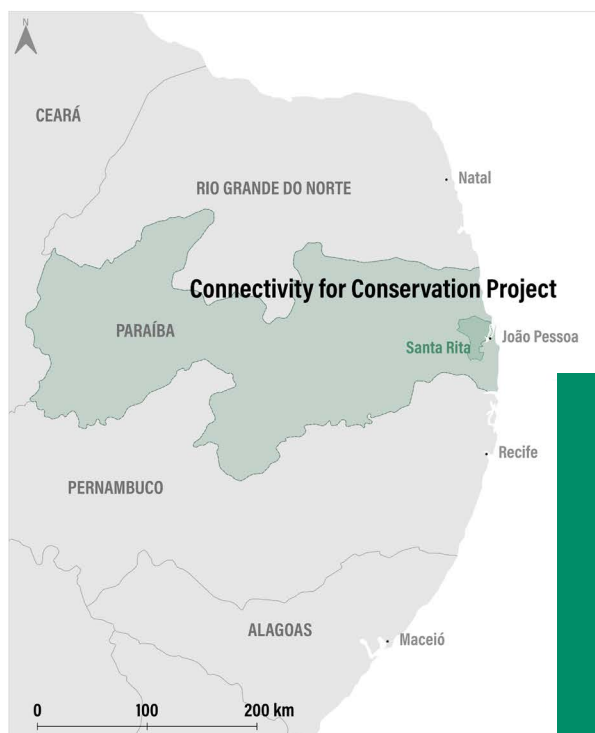 N
CEARÁ
Natal
RIO GRANDE DO NORTE
Connectivity for Conservation Project
PARAÍBA
João Pessoa
Santa Rita
Recife
PERNAMBUCO
ALAGOAS
Maceió
0 100 200 km